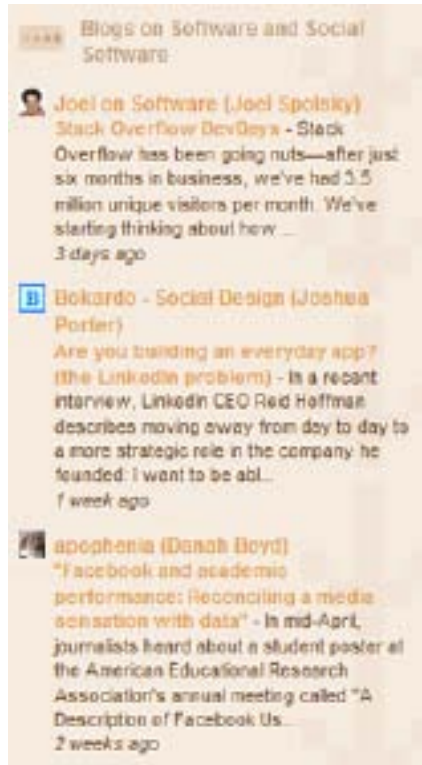 Blogs on Software and Social
Software
Joel on Software (Joel Spolsky)
Stack Overflow DevDays - Stack
Overflow has been going nuts—after just
six months in business, we've had 3.5
million unique visitors per month. We've
starting thinking about how ...
3 days ago
B
Bokardo - Social Design (Joshua
Porter)
Are you building an everyday app?
(the LinkedIn problem) - In a recent
interview, LinkedIn CEO Reid Hoffman
describes moving away from day to day to
a more strategic role in the company he
founded: I want to be abl...
1 week ago
apophenia (Danah Boyd)
"Facebook and academic
performance: Reconciling a media
sensation with data" - In mid-April,
journalists heard about a student poster at
the American Educational Research
Association's annual meeting called "A
Description of Facebook Us...
2 weeks ago